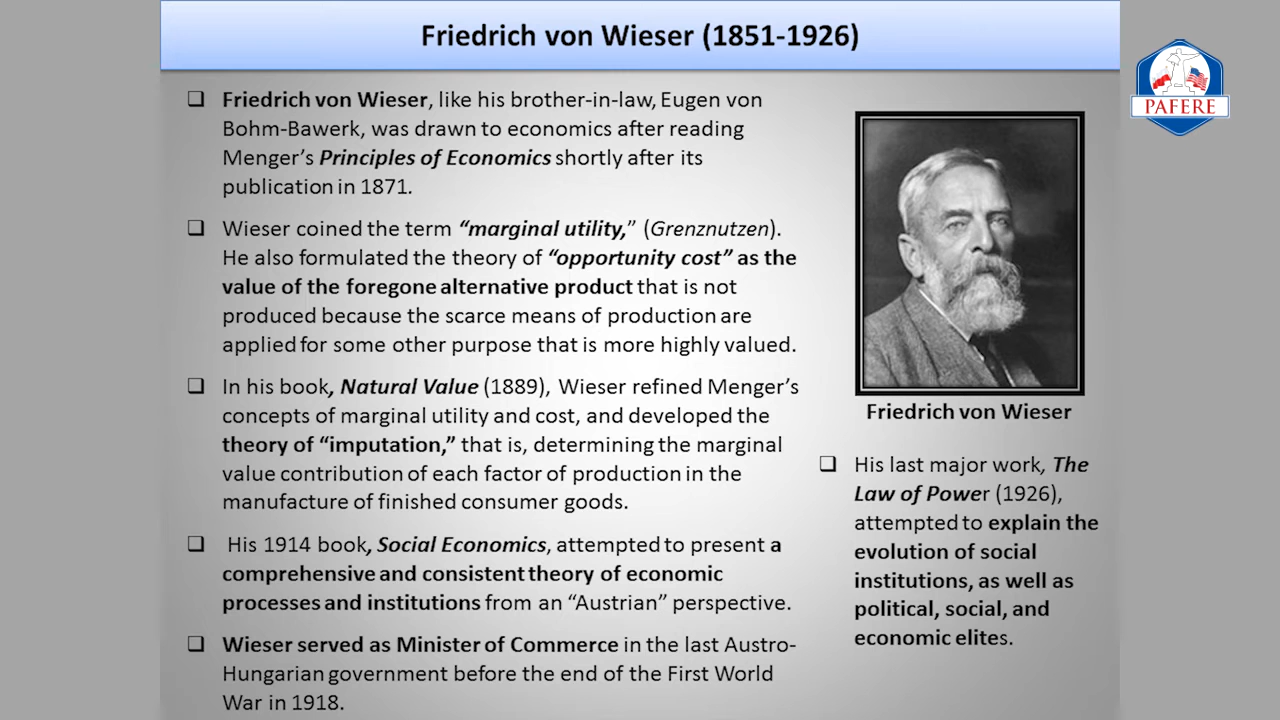 Friedrich von Wieser (1851-1926)
❑ Friedrich von Wieser, like his brother-in-law, Eugen von
Bohm-Bawerk, was drawn to economics after reading
Menger’s Principles of Economics shortly after its
publication in 1871.
❑ Wieser coined the term “marginal utility,” (Grenznutzen).
He also formulated the theory of “opportunity cost” as the
value of the foregone alternative product that is not
produced because the scarce means of production are
applied for some other purpose that is more highly valued.
❑ In his book, Natural Value (1889), Wieser refined Menger’s
concepts of marginal utility and cost, and developed the
theory of “imputation,” that is, determining the marginal
value contribution of each factor of production in the
manufacture of finished consumer goods.
❑ His 1914 book, Social Economics, attempted to present a
comprehensive and consistent theory of economic
processes and institutions from an “Austrian” perspective.
❑ Wieser served as Minister of Commerce in the last Austro-
Hungarian government before the end of the First World
War in 1918.
Friedrich von Wieser
❑ His last major work, The
Law of Power (1926),
attempted to explain the
evolution of social
institutions, as well as
political, social, and
economic elites.
PAFERE